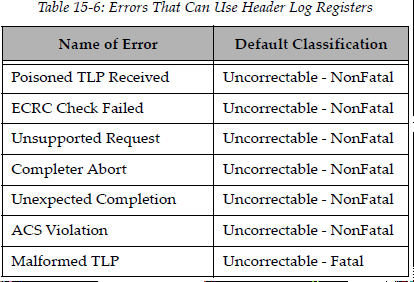 Table 15-6: Errors That Can Use Header Log Registers
Name of Error Default Classification
Poisoned TLP Received Uncorrectable - NonFatal
ECRC Check Failed Uncorrectable - NonFatal
Unsupported Request Uncorrectable - NonFatal
Completer Abort Uncorrectable - NonFatal
Unexpected Completion Uncorrectable - NonFatal
ACS Violation Uncorrectable - NonFatal
Malformed TLP Uncorrectable - Fatal